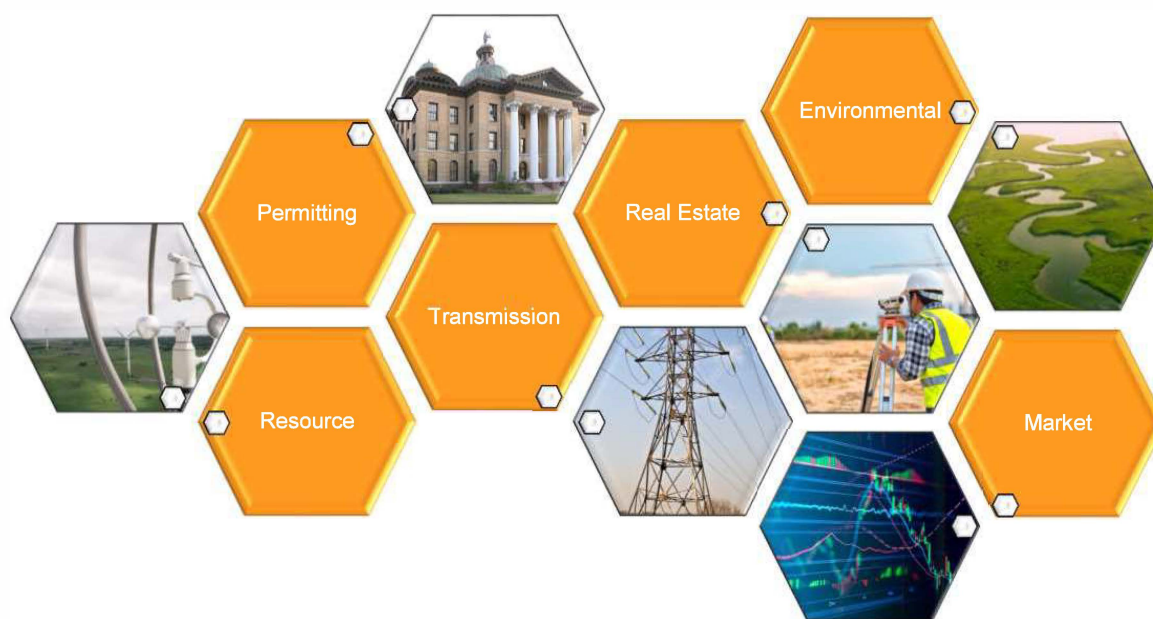 Environmental
Permitting
Real Estate
Transmission
Resource
Market